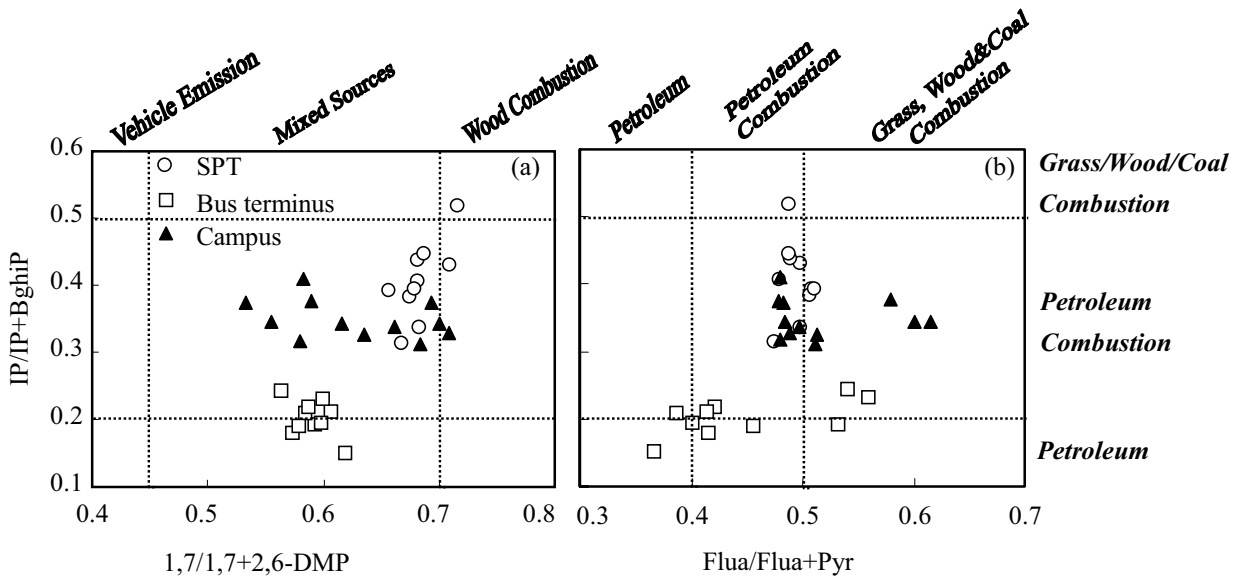 Vehicle Emission
Mixed Sources
Wood Combustion
Petroleum
Petroleum
Combustion
Grass, Wood&Coal
Combustion
0.6
0.5
0.4
0.3
0.2
0.1
IP/IP+BghiP
SPT
Bus terminus
Campus
(a)
(b)
Grass/Wood/Coal
Combustion
Petroleum
Combustion
Petroleum
0.4
0.5
0.6
0.7
0.8
0.3
0.4
0.5
0.6
0.7
1,7/1,7+2,6-DMP
Flua/Flua+Pyr